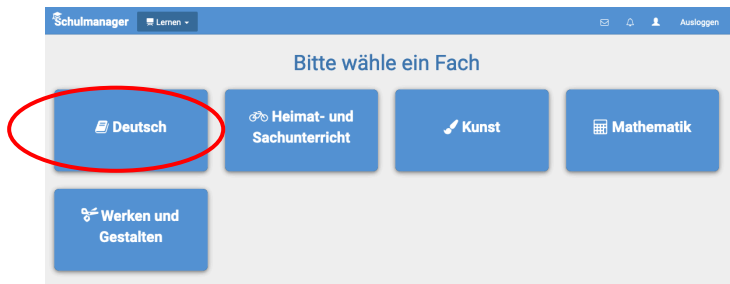 Schulmanager Lernen Ausloggen
Bitte wähle ein Fach
Deutsch
Heimat- und
Sachunterricht
Kunst
Mathematik
Werken und
Gestalten